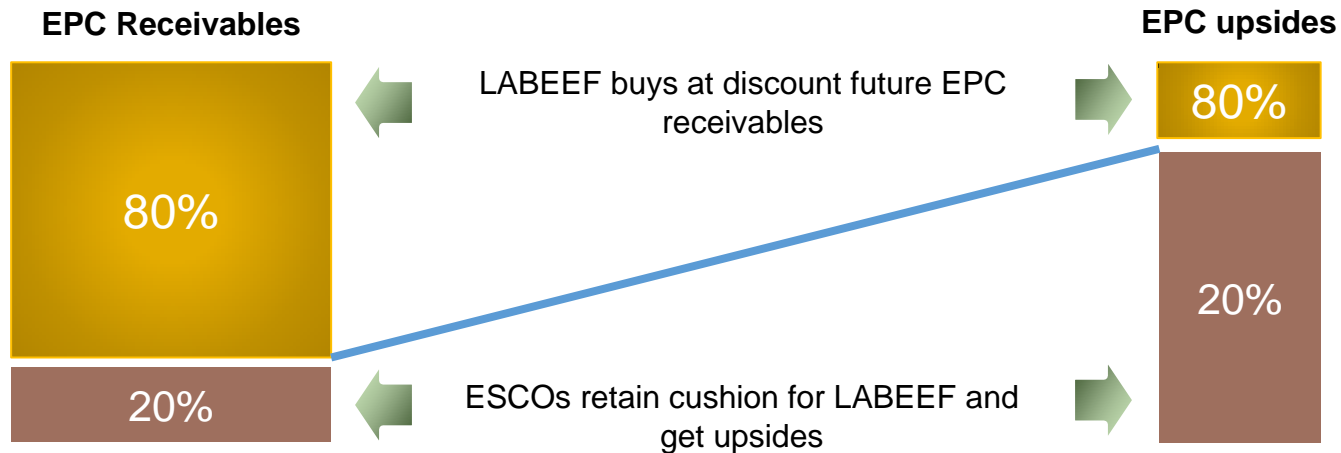 EPC Receivables
EPC upsides
LABEEF buys at discount future EPC
receivables
80%
80%
20%
20%
ESCOs retain cushion for LABEEF and
get upsides